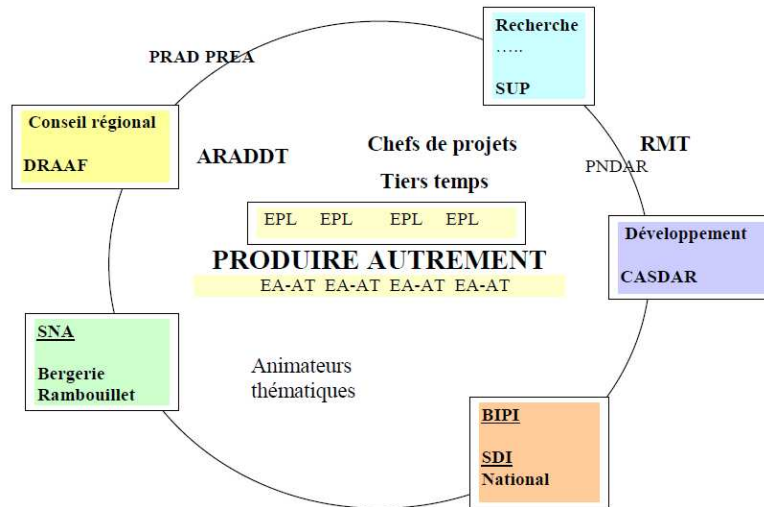 Recherche
.....
SUP
PRAD PREA
Conseil régional
DRAAF
ARADDT
Chefs de projets
Tiers temps
RMT
PNDAR
EPL EPL EPL EPL
PRODUIRE AUTREMENT
EA-AT EA-AT EA-AT EA-AT
Développement
CASDAR
SNA
Bergerie
Rambouillet
Animateurs
thématiques
BIPI
SDI
National